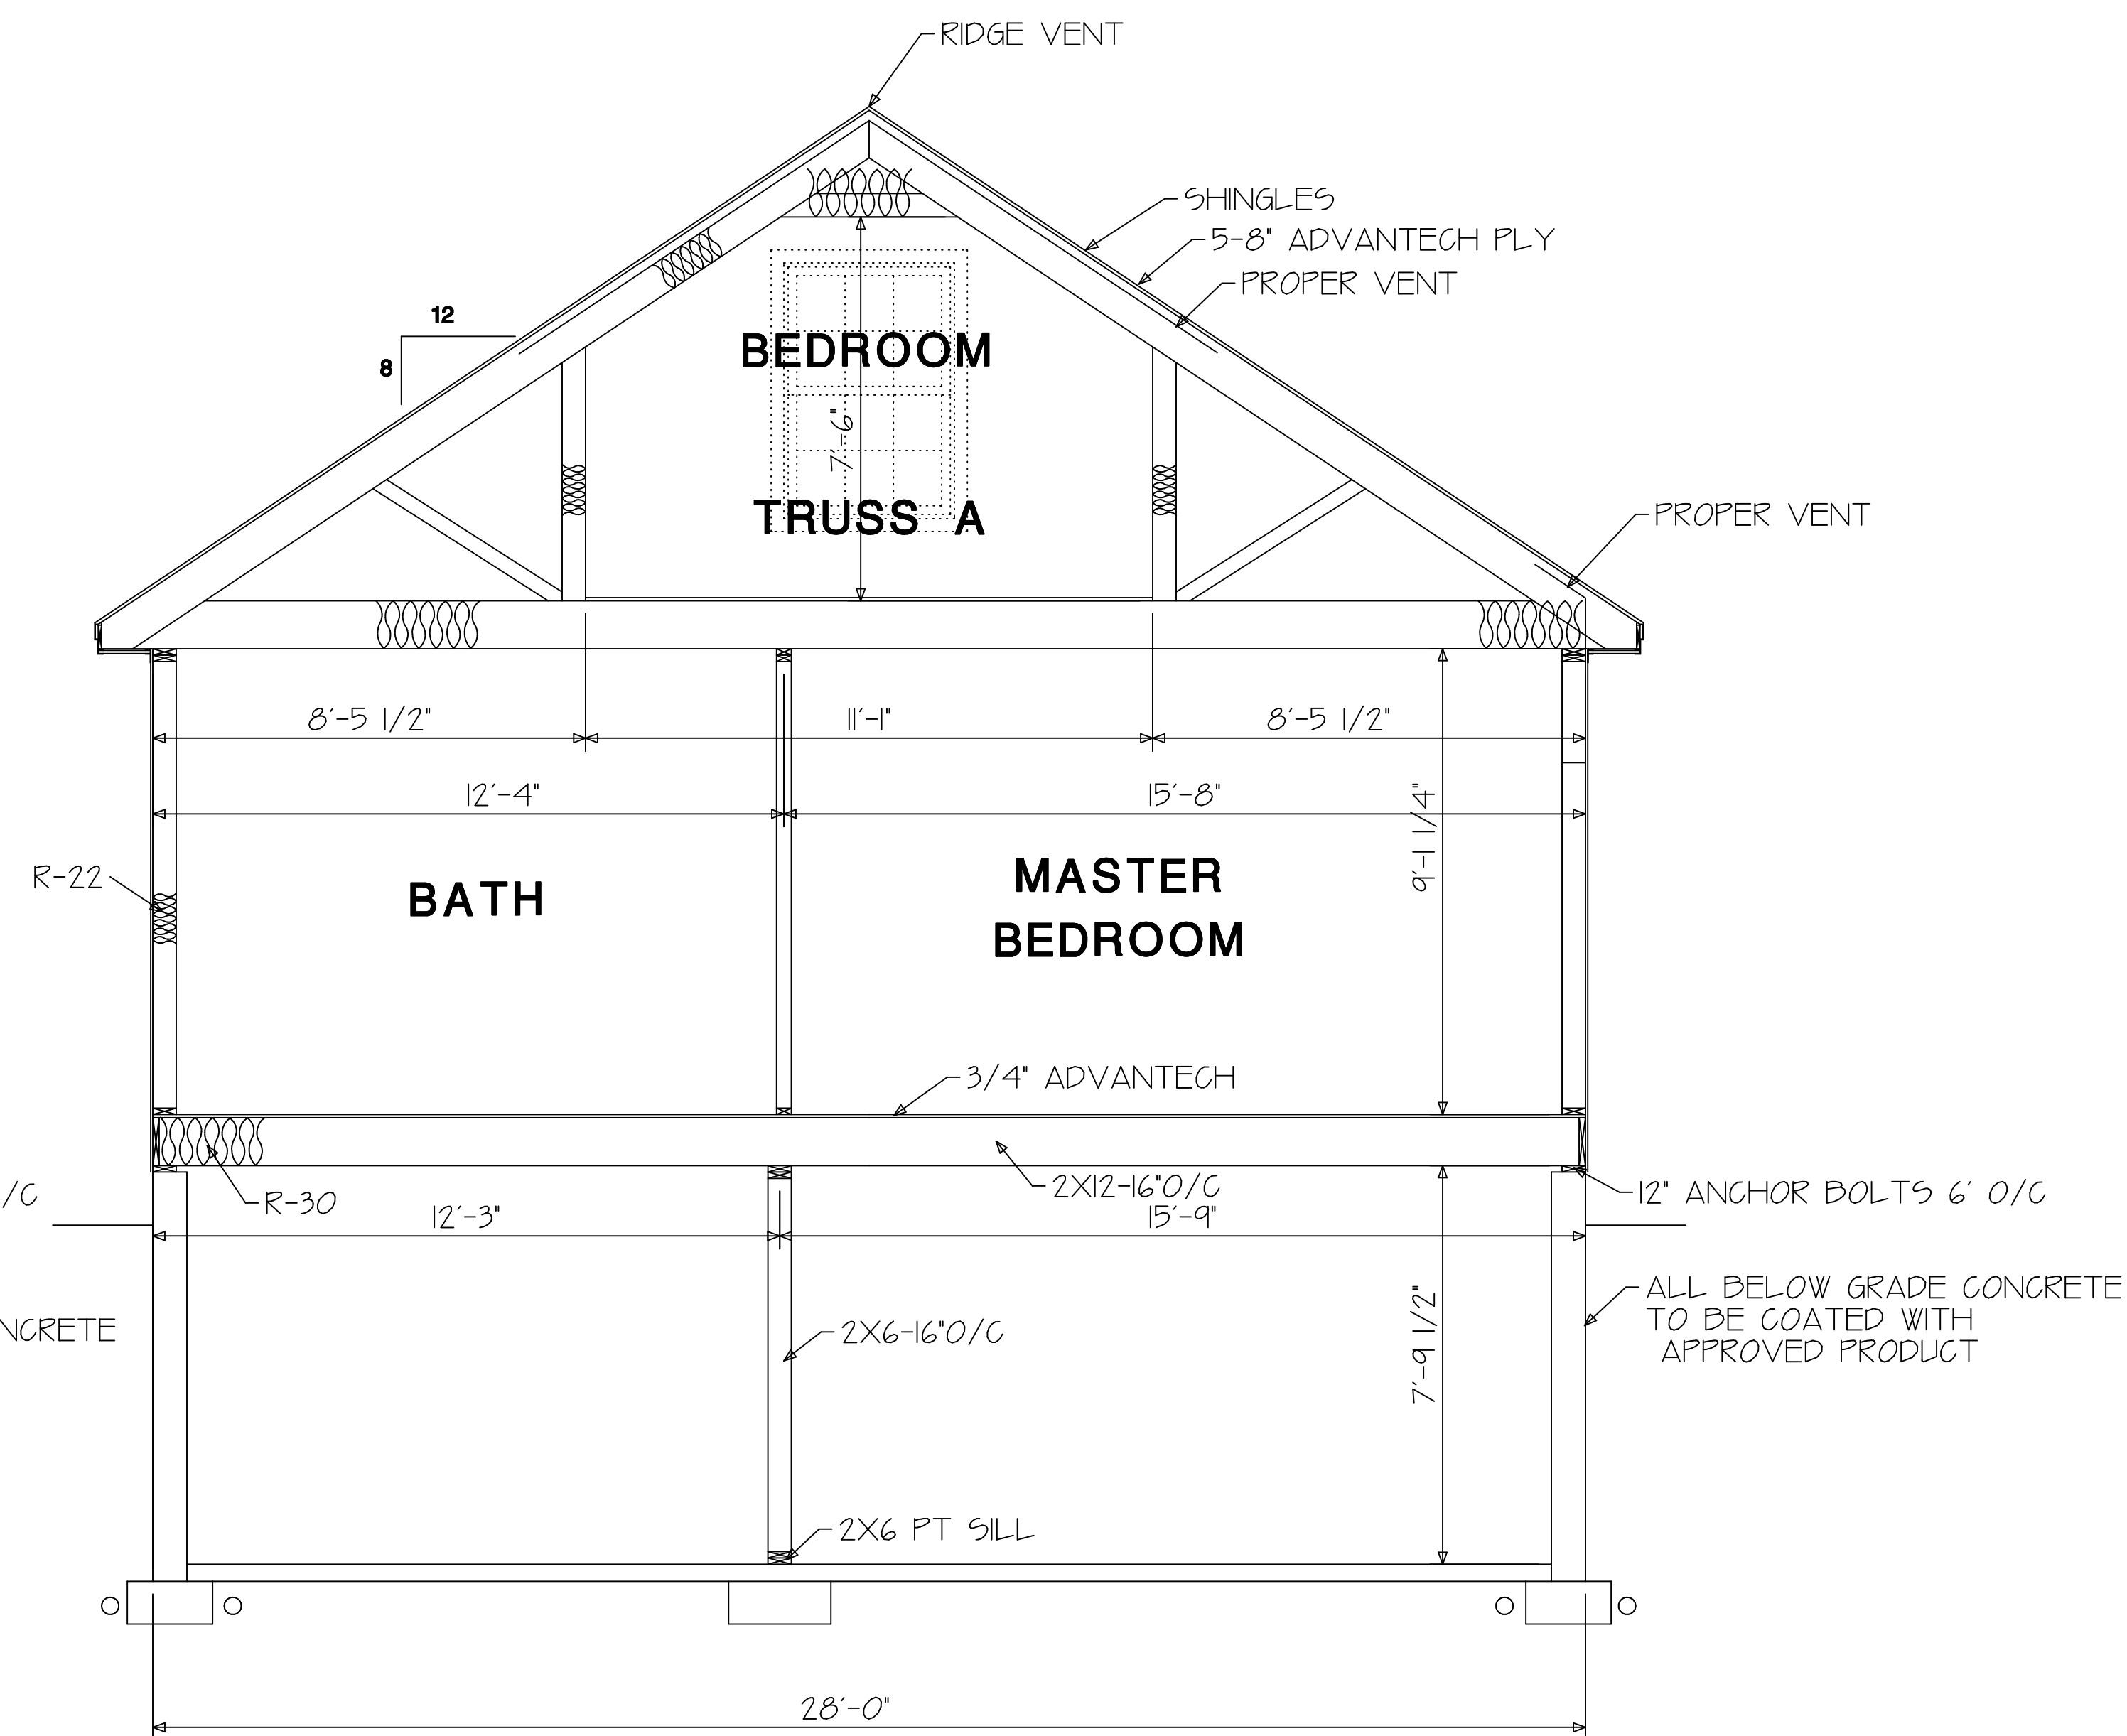 RIDGE VENT
SHINGLES
5-8" ADVANTECH PLY
PROPER VENT
12
8
BEDROOM
7'-6"
TRUSS A
PROPER VENT
8'-5 1/2"
11'-1"
8'-5 1/2"
12'-4"
15'-8"
9'-1 1/4"
R-22
BATH
MASTER
BEDROOM
3/4" ADVANTECH
/C
R-30
2X12-16"O/C
12" ANCHOR BOLTS 6' O/C
12'-3"
15'-9"
ALL BELOW GRADE CONCRETE
TO BE COATED WITH
APPROVED PRODUCT
NCRETE
2X6-16"O/C
7'-9 1/2"
2X6 PT SILL
28'-0"